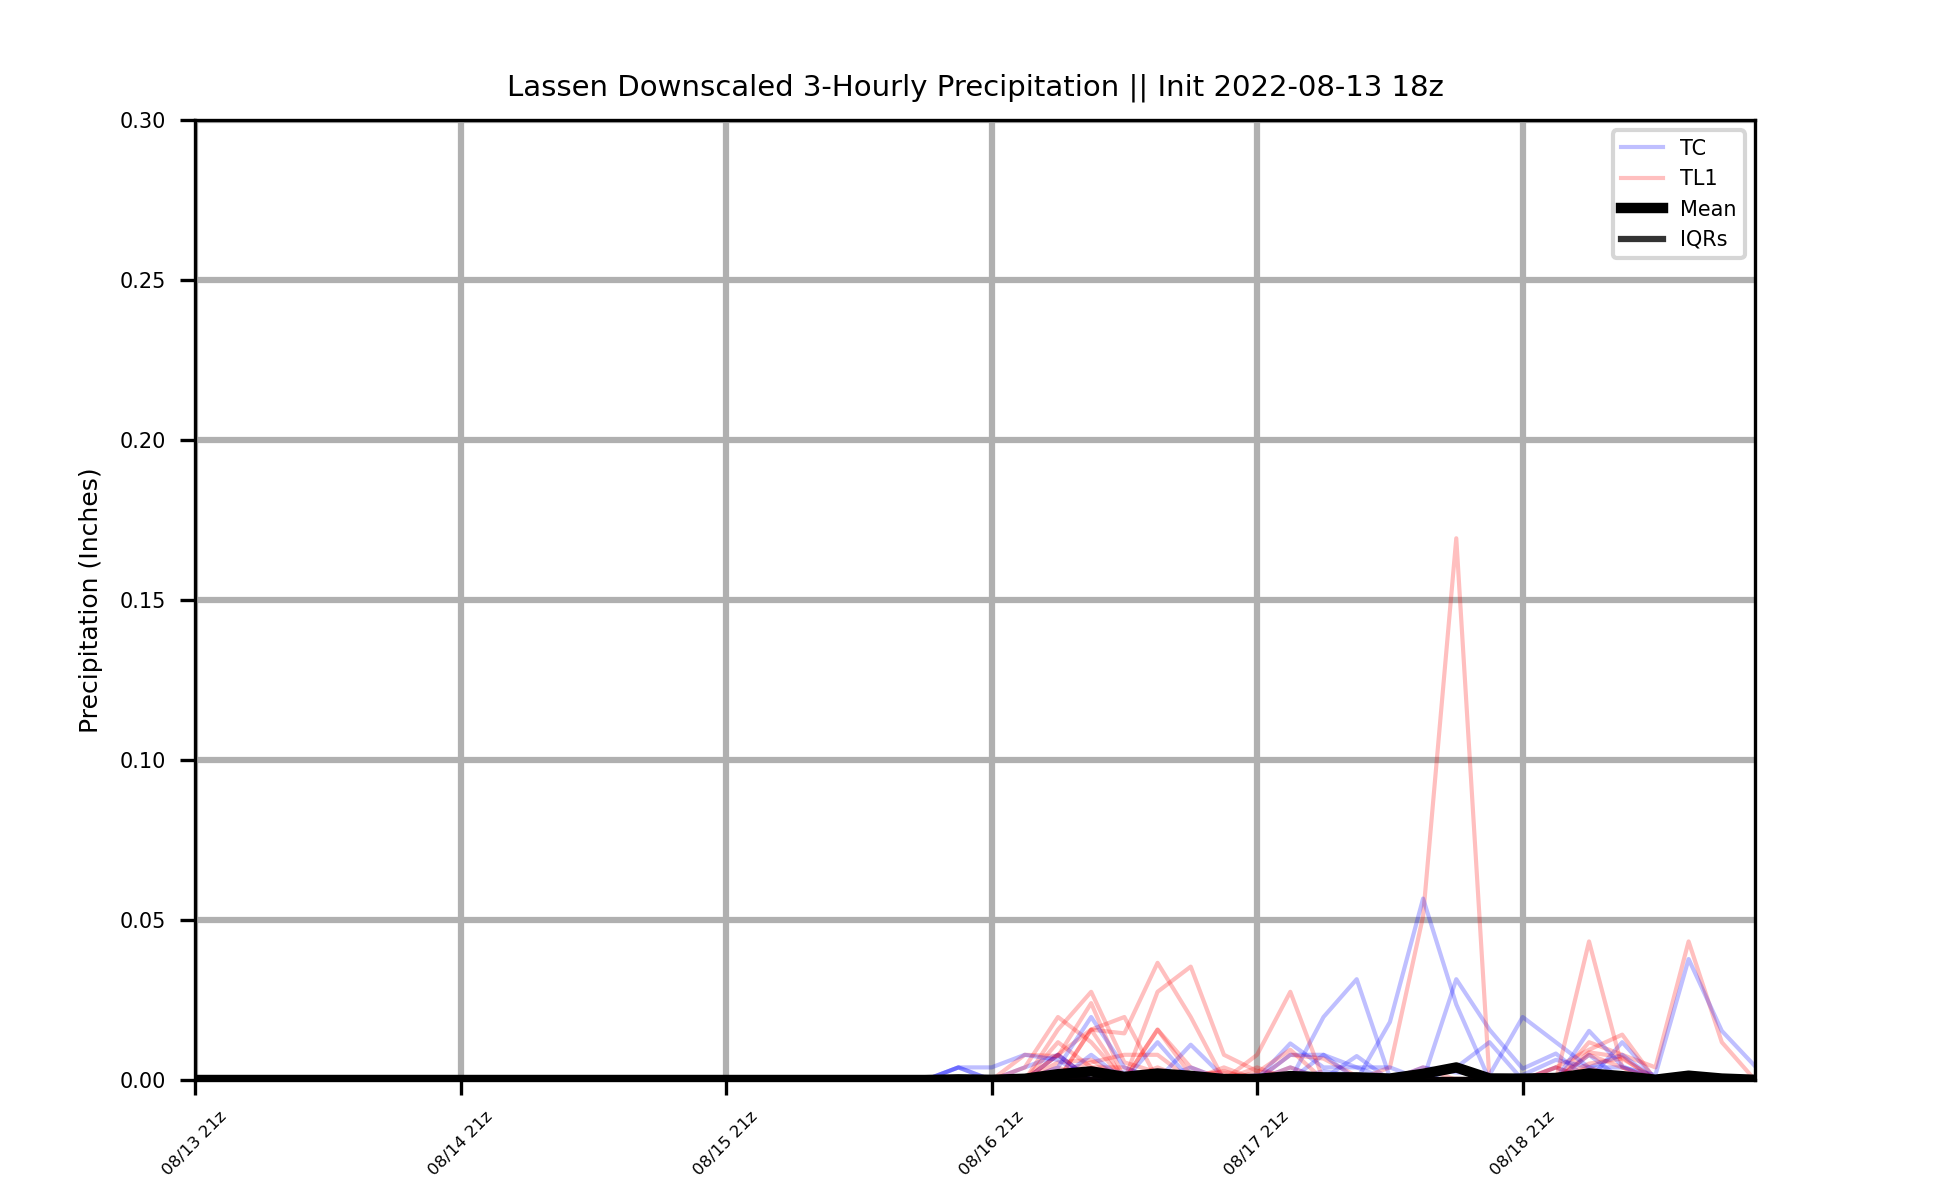 Lassen Downscaled 3-Hourly Precipitation || Init 2022-08-13 18z
TC
TL1
Mean
IQRs
Precipitation (Inches)
0.30
0.25
0.20
0.15
0.10
0.05
0.00
08/13 21z
08/14 21z
08/15 21z
08/16 21z
08/17 21z
08/18 21z